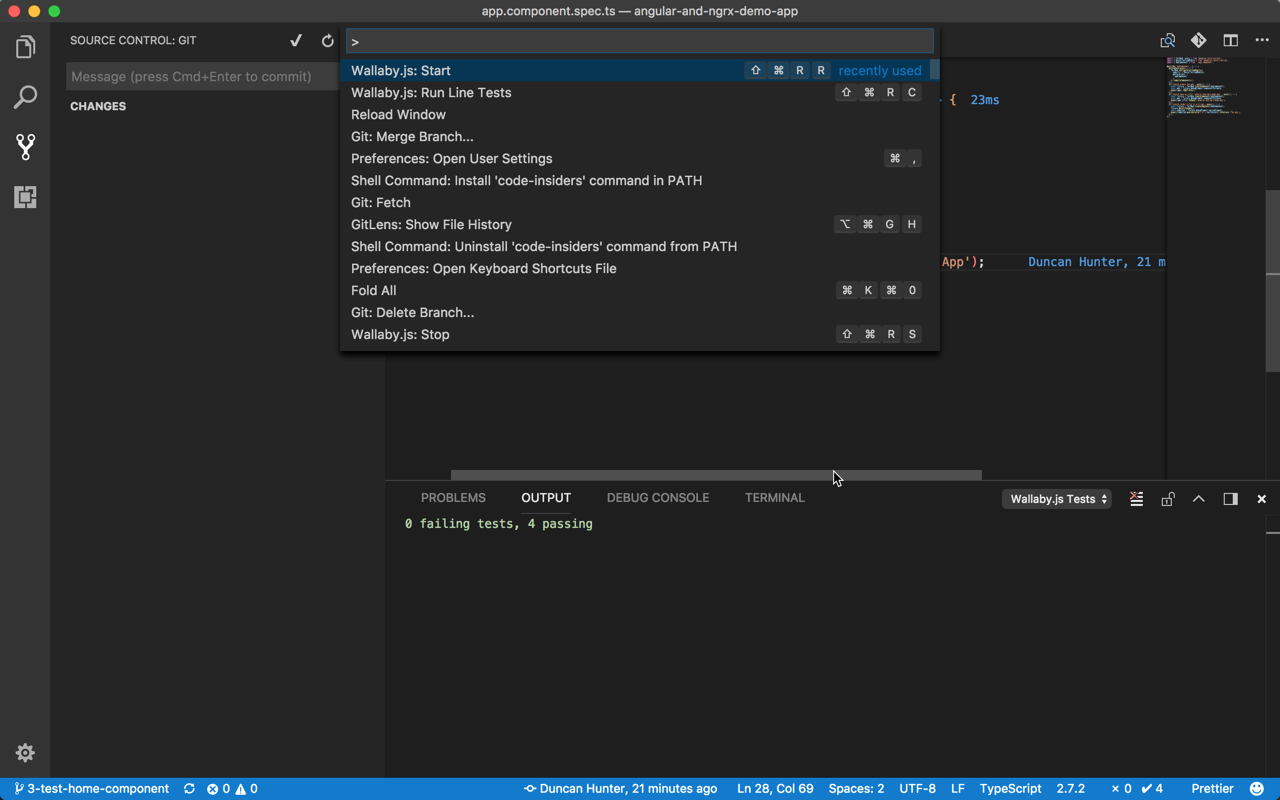 app.component.spec.ts — angular-and-ngrx-demo-app
SOURCE CONTROL: GIT
>
Message (press Cmd+Enter to commit)
CHANGES
Wallaby.js: Start ⇧ ⌘ R R recently used
Wallaby.js: Run Line Tests ⇧ ⌘ R C
Reload Window
Git: Merge Branch...
Preferences: Open User Settings ⌘ ,
Shell Command: Install 'code-insiders' command in PATH
Git: Fetch
GitLens: Show File History ⌥ ⌘ G H
Shell Command: Uninstall 'code-insiders' command from PATH
Preferences: Open Keyboard Shortcuts File
Fold All ⌘ K ⌘ 0
Git: Delete Branch...
Wallaby.js: Stop ⇧ ⌘ R S
{ 23ms
App'); Duncan Hunter, 21 m
PROBLEMS OUTPUT DEBUG CONSOLE TERMINAL Wallaby.js Tests
0 failing tests, 4 passing
3-test-home-component 0 0 Duncan Hunter, 21 minutes ago Ln 28, Col 69 Spaces: 2 UTF-8 LF TypeScript 2.7.2 × 0 ✔ 4 Prettier